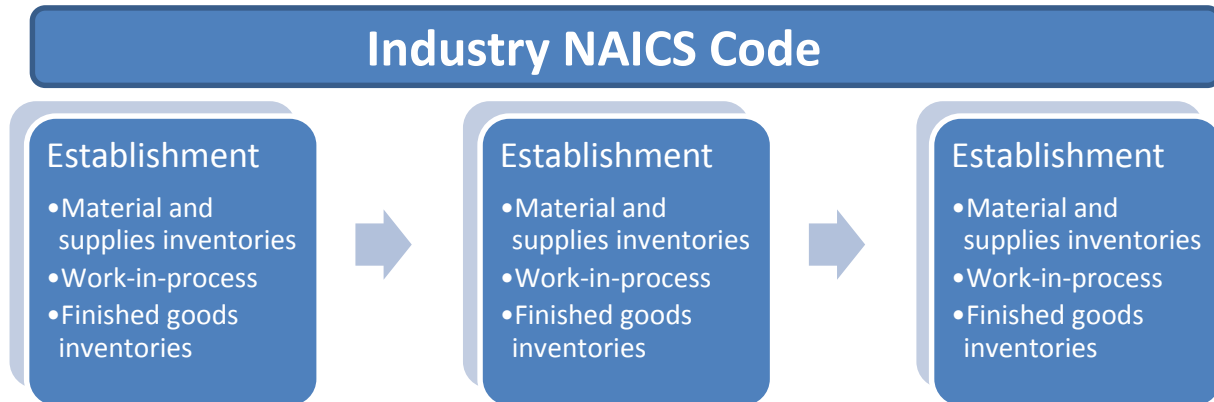 Industry NAICS Code
Establishment
•Material and
supplies inventories
•Work-in-process
•Finished goods
inventories
Establishment
•Material and
supplies inventories
•Work-in-process
•Finished goods
inventories
Establishment
•Material and
supplies inventories
•Work-in-process
•Finished goods
inventories